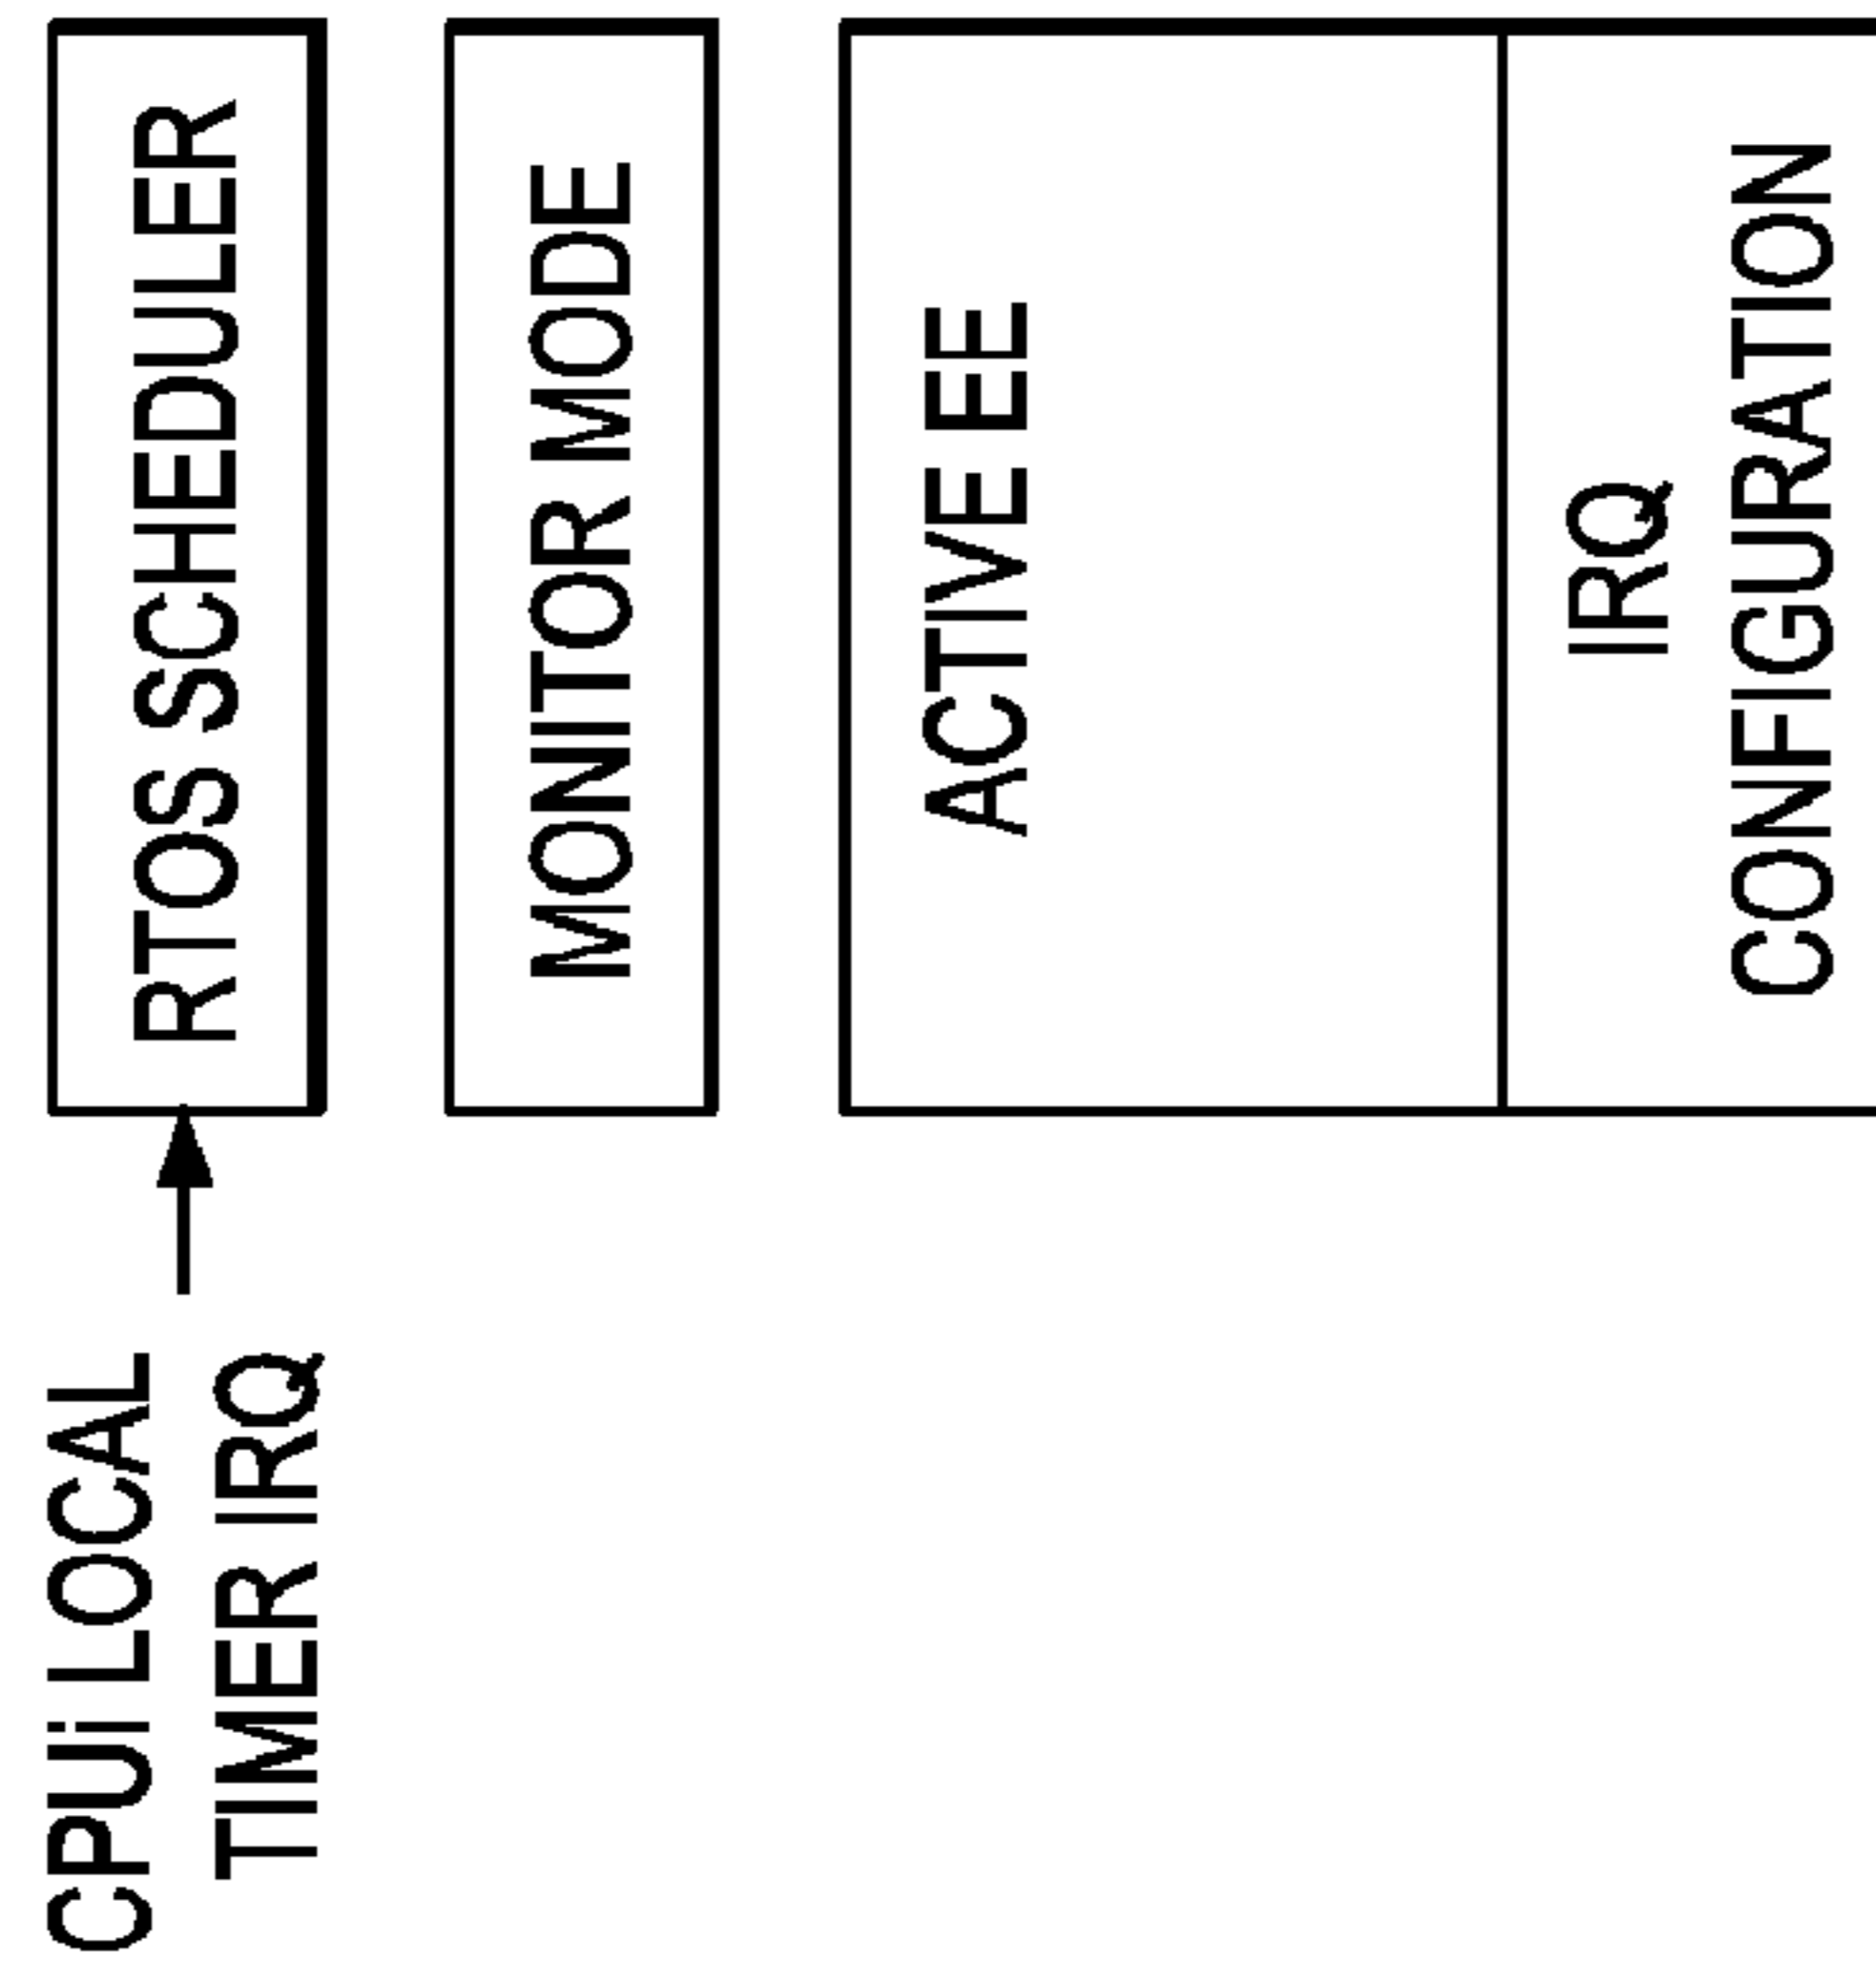 CPUi LOCAL
TIMER IRQ
RTOS SCHEDULER
MONITOR MODE
ACTIVE EE
IRQ
CONFIGURATION